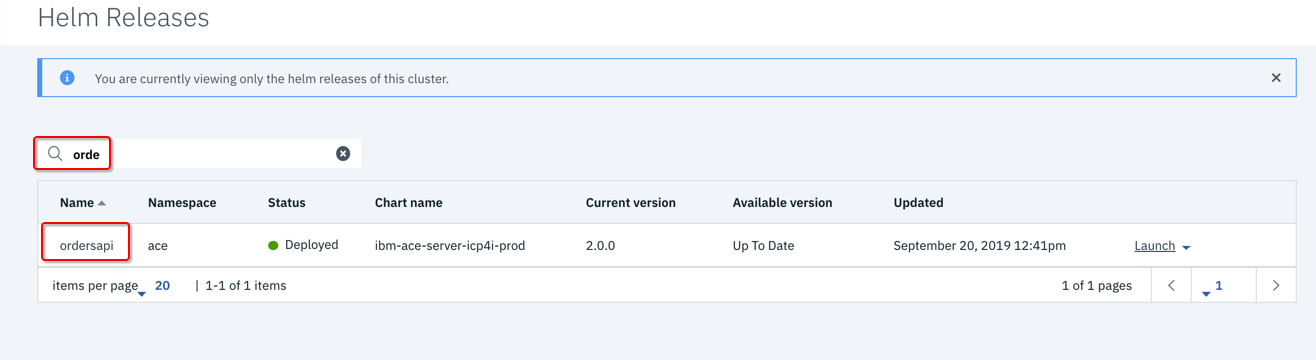 Helm Releases
You are currently viewing only the helm releases of this cluster.
orde
Name Namespace Status Chart name Current version Available version Updated
ordersapi ace Deployed ibm-ace-server-icp4i-prod 2.0.0 Up To Date September 20, 2019 12:41pm Launch
items per page 20 | 1-1 of 1 items 1 of 1 pages 1